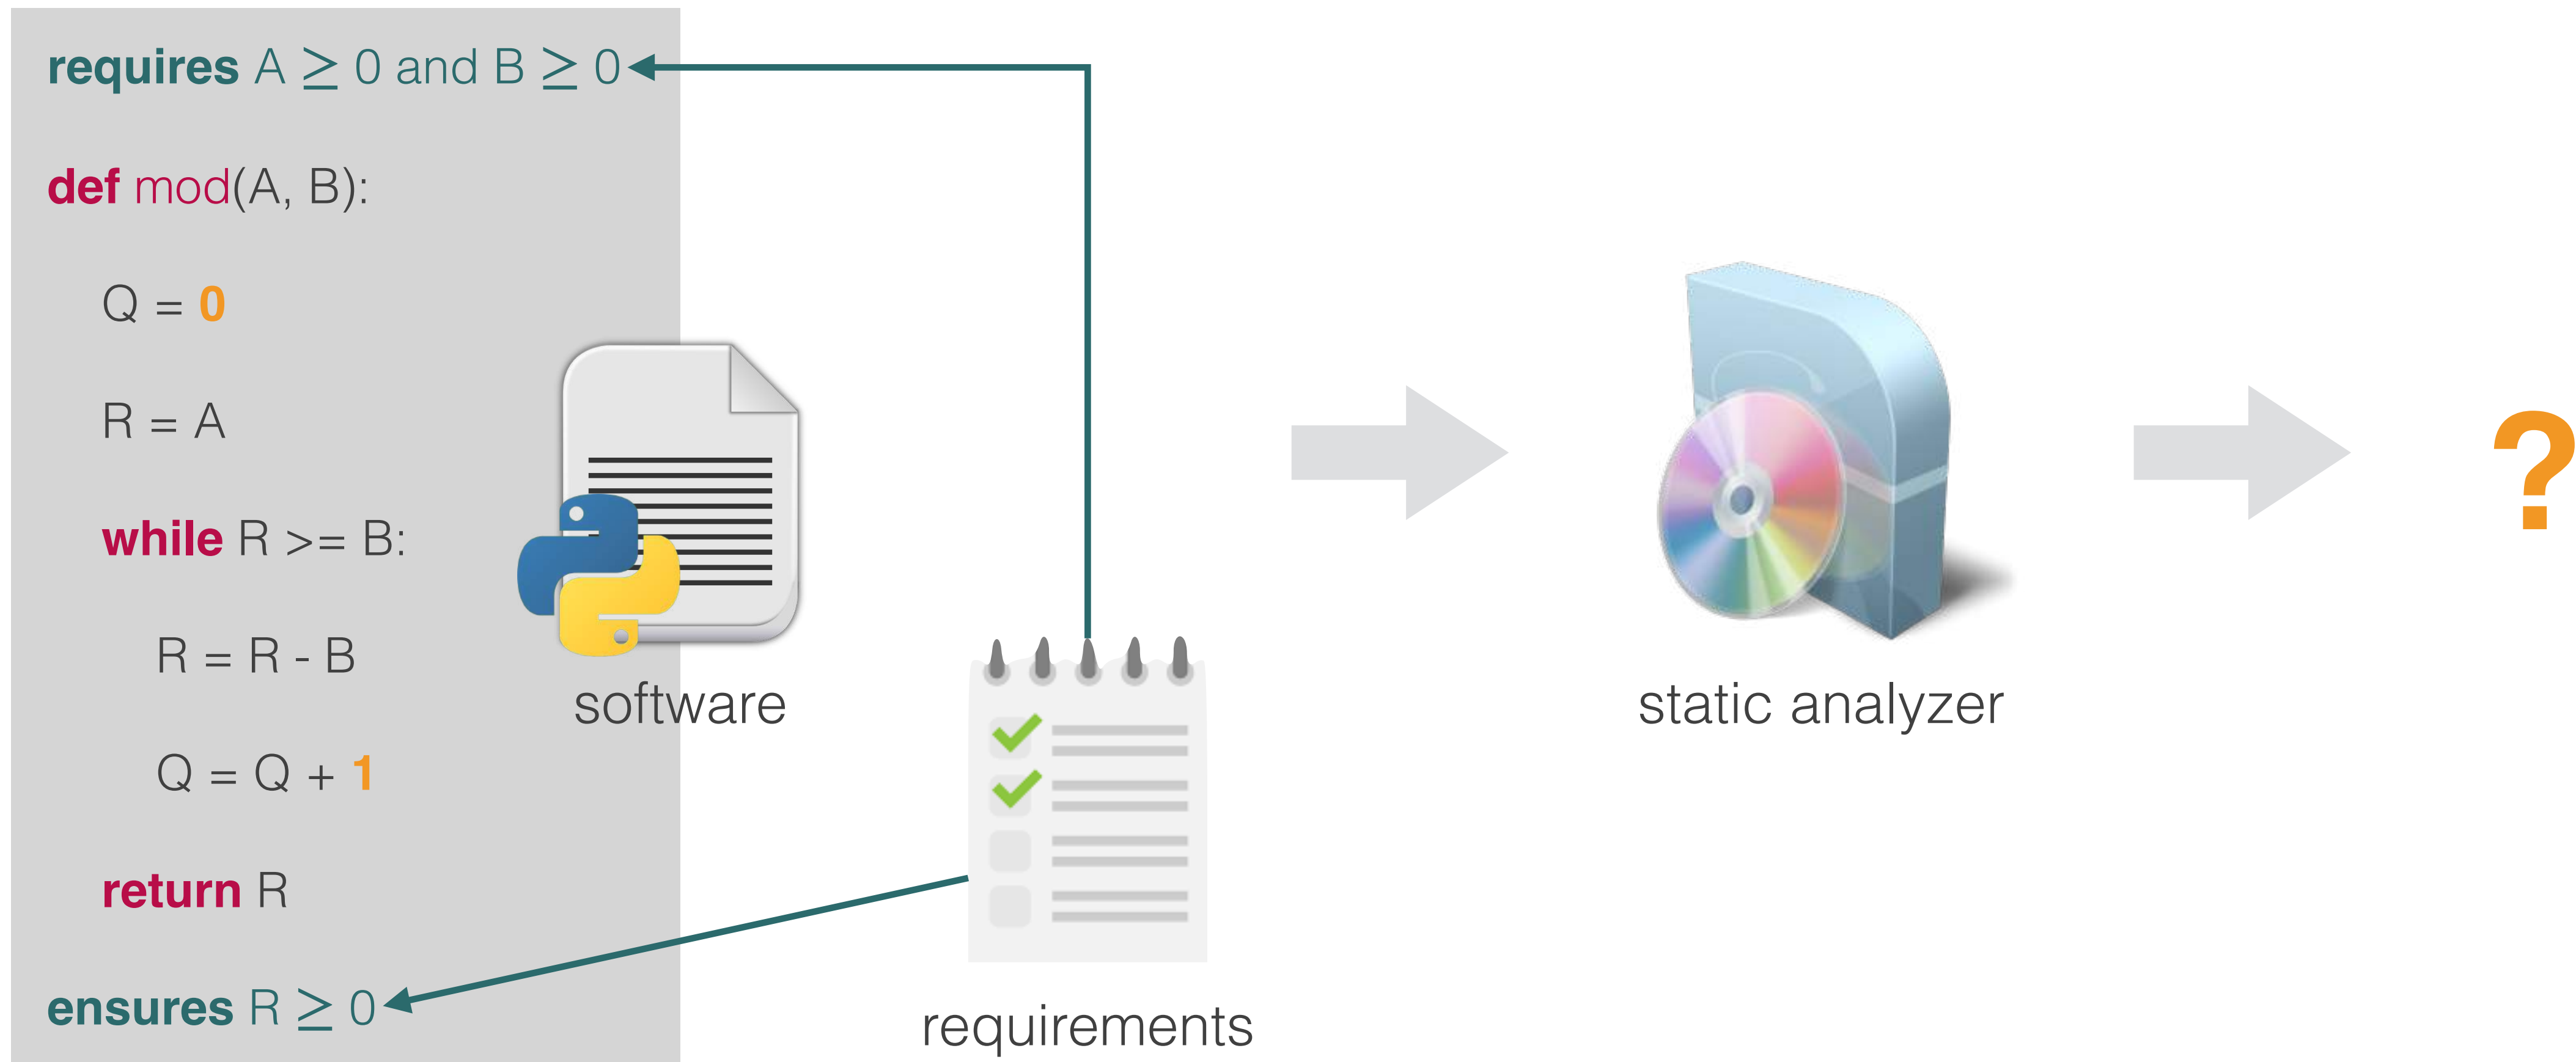 requires A ≥ 0 and B ≥ 0
def mod(A, B):
Q = 0
R = A
while R >= B:
R = R - B
Q = Q + 1
return R
ensures R ≥ 0
software
requirements
static analyzer
?